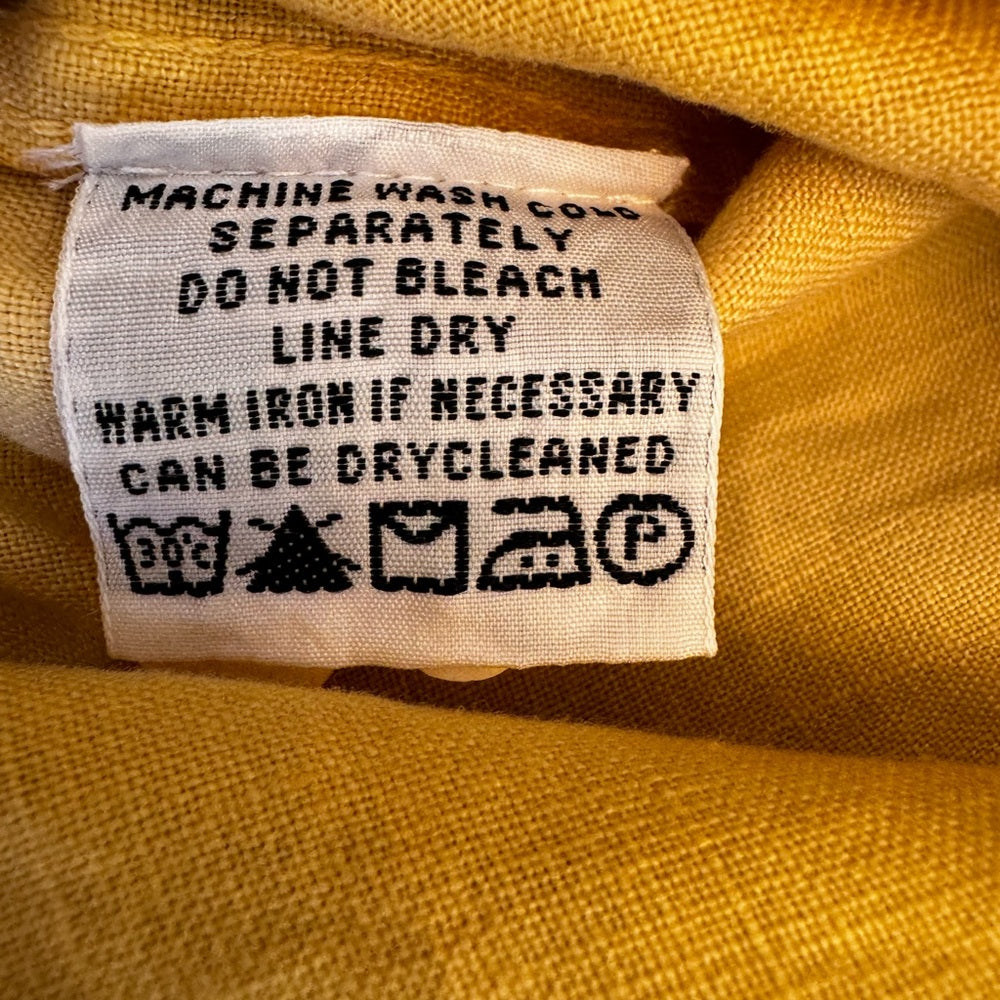 MACHINE WASH COLD
SEPARATELY
DO NOT BLEACH
LINE DRY
WARM IRON IF NECESSARY
CAN BE DRYCLEANED
30°C P